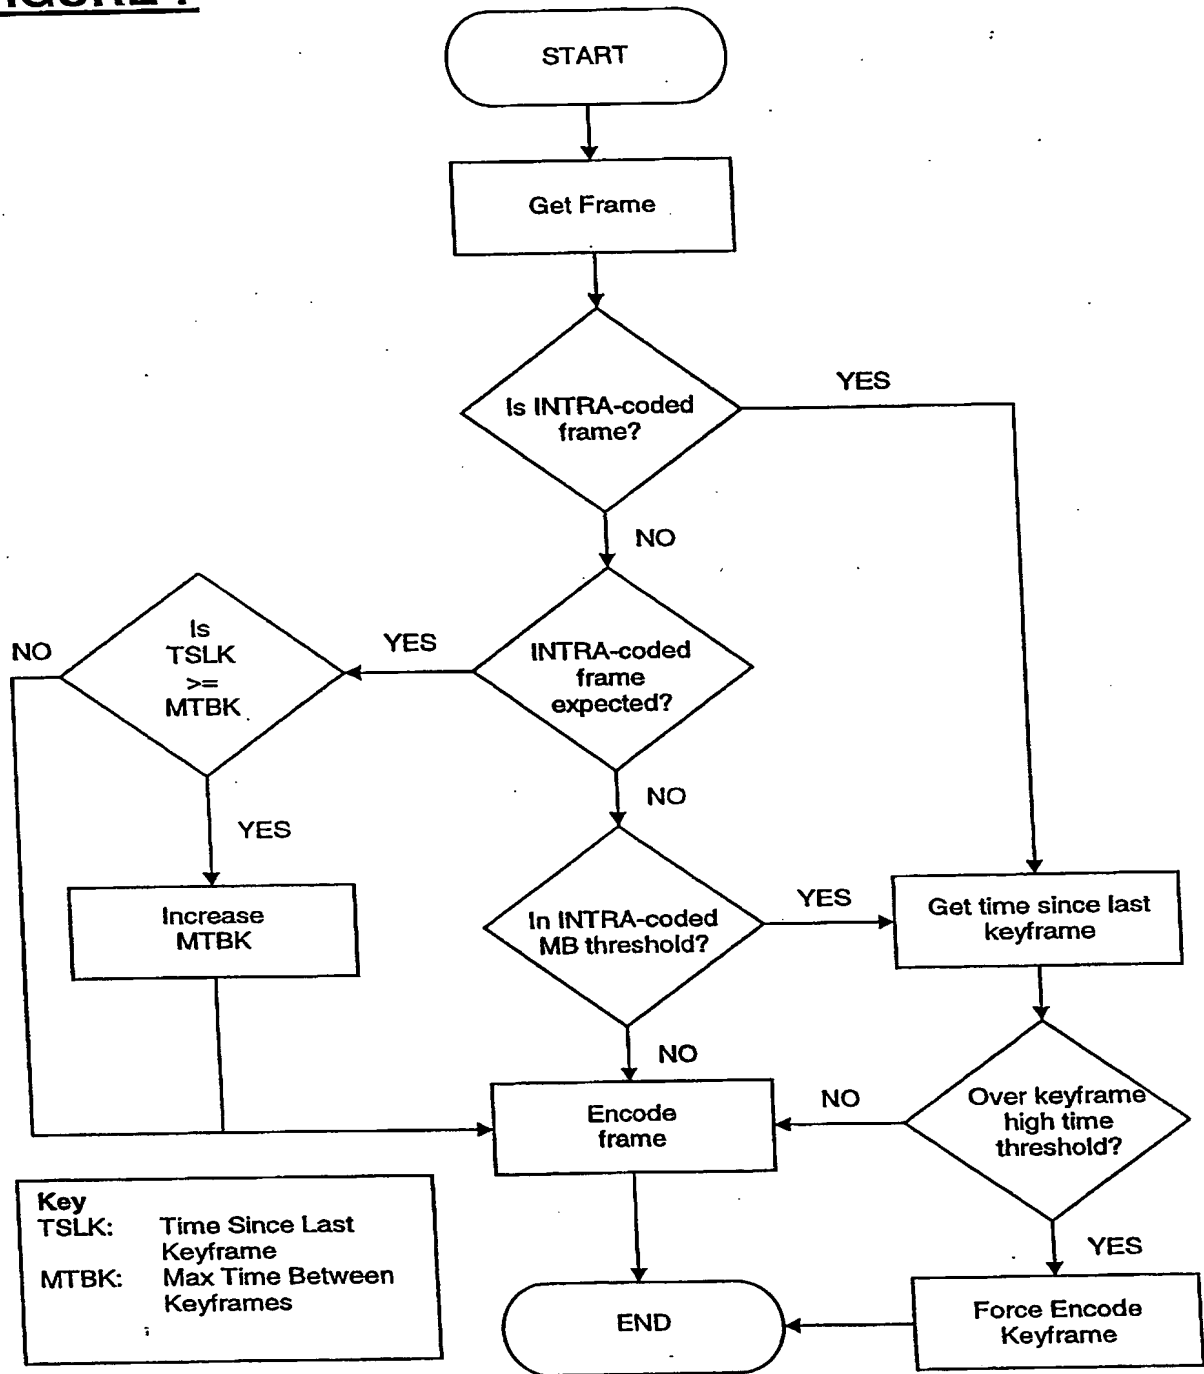 START
Get Frame
Is INTRA-coded
frame?
YES
NO
INTRA-coded
frame
expected?
YES
Is
TSLK
>=
MTBK
NO
YES
NO
Increase
MTBK
In INTRA-coded
MB threshold?
YES
Get time since last
keyframe
NO
Encode
frame
NO
Over keyframe
high time
threshold?
YES
Key
TSLK: Time Since Last
Keyframe
MTBK: Max Time Between
Keyframes
END
Force Encode
Keyframe